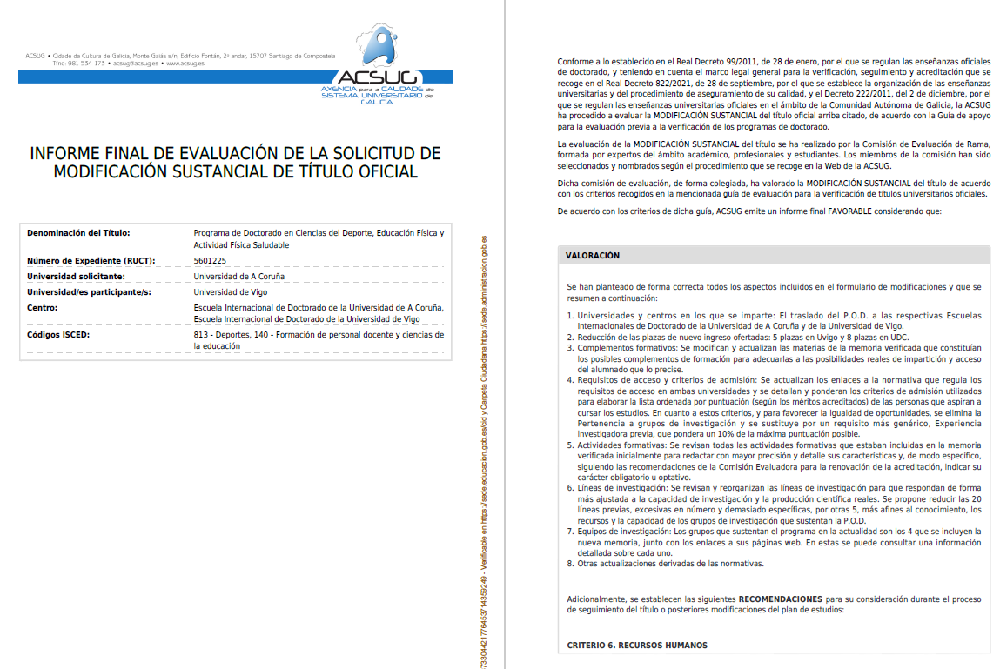 ACSUG • Cidade da Cultura de Galicia, Monte Gaiás s/n, Edificio Fontán, 2º andar, 15707 Santiago de Compostela
Tfno: 981 554 173 • acsug@acsug.es • www.acsug.es
ACSUG
AXENCIA para a CALIDADE do
SISTEMA UNIVERSITARIO de
GALICIA
INFORME FINAL DE EVALUACIÓN DE LA SOLICITUD DE
MODIFICACIÓN SUSTANCIAL DE TÍTULO OFICIAL
Denominación del Título: Programa de Doctorado en Ciencias del Deporte, Educación Física y
Actividad Física Saludable
Número de Expediente (RUCT): 5601225
Universidad solicitante: Universidad de A Coruña
Universidad/es participante/s: Universidad de Vigo
Centro: Escuela Internacional de Doctorado de la Universidad de A Coruña,
Escuela Internacional de Doctorado de la Universidad de Vigo
Códigos ISCED: 813 - Deportes, 140 - Formación de personal docente y ciencias de
la educación
- Verificable en https://sede.educacion.gob.es/cid y Carpeta Ciudadana https://sede.administracion.gob.es
Conforme a lo establecido en el Real Decreto 99/2011, de 28 de enero, por el que se regulan las enseñanzas oficiales
de doctorado, y teniendo en cuenta el marco legal general para la verificación, seguimiento y acreditación que se
recoge en el Real Decreto 822/2021, de 28 de septiembre, por el que se establece la organización de las enseñanzas
universitarias y del procedimiento de aseguramiento de su calidad, y el Decreto 222/2011, del 2 de diciembre, por el
que se regulan las enseñanzas universitarias oficiales en el ámbito de la Comunidad Autónoma de Galicia, la ACSUG
ha procedido a evaluar la MODIFICACIÓN SUSTANCIAL del título oficial arriba citado, de acuerdo con la Guía de apoyo
para la evaluación previa a la verificación de los programas de doctorado.
La evaluación de la MODIFICACIÓN SUSTANCIAL del título se ha realizado por la Comisión de Evaluación de Rama,
formada por expertos del ámbito académico, profesionales y estudiantes. Los miembros de la comisión han sido
seleccionados y nombrados según el procedimiento que se recoge en la Web de la ACSUG.
Dicha comisión de evaluación, de forma colegiada, ha valorado la MODIFICACIÓN SUSTANCIAL del título de acuerdo
con los criterios recogidos en la mencionada guía de evaluación para la verificación de títulos universitarios oficiales.
De acuerdo con los criterios de dicha guía, ACSUG emite un informe final FAVORABLE considerando que:
VALORACIÓN
Se han planteado de forma correcta todos los aspectos incluidos en el formulario de modificaciones y que se
resumen a continuación:
1. Universidades y centros en los que se imparte: El traslado del P.O.D. a las respectivas Escuelas
Internacionales de Doctorado de la Universidad de A Coruña y de la Universidad de Vigo.
2. Reducción de las plazas de nuevo ingreso ofertadas: 5 plazas en Uvigo y 8 plazas en UDC.
3. Complementos formativos: Se modifican y actualizan las materias de la memoria verificada que constituían
los posibles complementos de formación para adecuarlas a las posibilidades reales de impartición y acceso
del alumnado que lo precise.
4. Requisitos de acceso y criterios de admisión: Se actualizan los enlaces a la normativa que regula los
requisitos de acceso en ambas universidades y se detallan y ponderan los criterios de admisión utilizados
para elaborar la lista ordenada por puntuación (según los méritos acreditados) de las personas que aspiran a
cursar los estudios. En cuanto a estos criterios, y para favorecer la igualdad de oportunidades, se elimina la
Pertenencia a grupos de investigación y se sustituye por un requisito más genérico, Experiencia
investigadora previa, que pondera un 10% de la máxima puntuación posible.
5. Actividades formativas: Se revisan todas las actividades formativas que estaban incluidas en la memoria
verificada inicialmente para redactar con mayor precisión y detalle sus características y, de modo específico,
siguiendo las recomendaciones de la Comisión Evaluadora para la renovación de la acreditación, indicar su
carácter obligatorio u optativo.
6. Líneas de investigación: Se revisan y reorganizan las líneas de investigación para que respondan de forma
más ajustada a la capacidad de investigación y la producción científica reales. Se propone reducir las 20
líneas previas, excesivas en número y demasiado específicas, por otras 5, más afines al conocimiento, los
recursos y la capacidad de los grupos de investigación que sustentan la P.O.D.
7. Equipos de investigación: Los grupos que sustentan el programa en la actualidad son los 4 que se incluyen la
nueva memoria, junto con los enlaces a sus páginas web. En estas se puede consultar una información
detallada sobre cada uno.
8. Otras actualizaciones derivadas de las normativas.
Adicionalmente, se establecen las siguientes RECOMENDACIONES para su consideración durante el proceso
de seguimiento del título o posteriores modificaciones del plan de estudios:
CRITERIO 6. RECURSOS HUMANOS